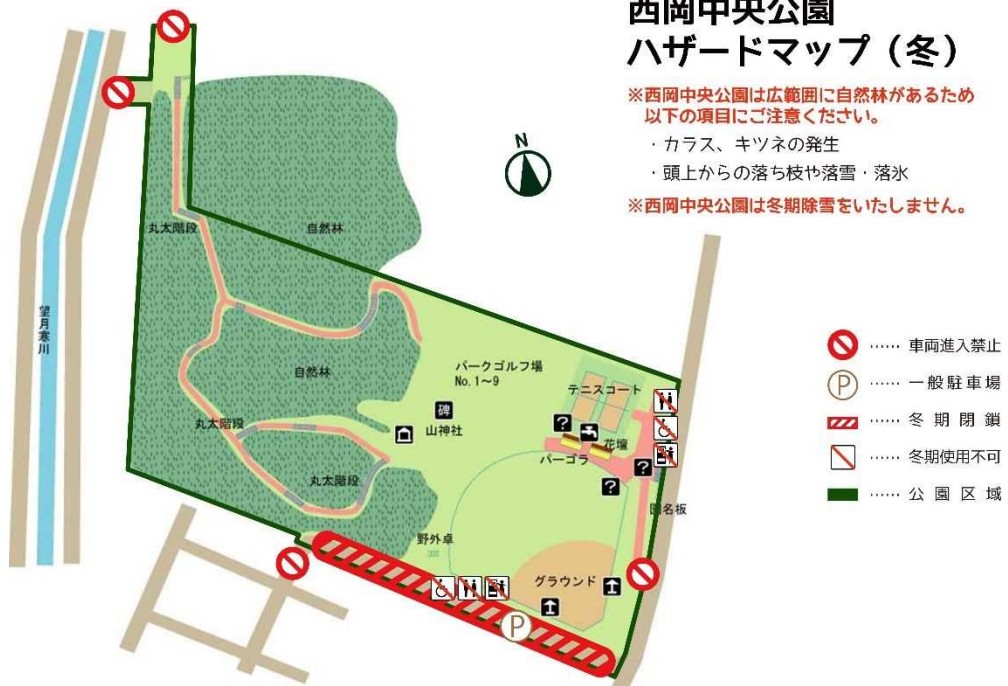 西岡中央公園
ハザードマップ（冬）
※西岡中央公園は広範囲に自然林があるため
以下の項目にご注意ください。
・カラス、キツネの発生
・頭上からの落ち枝や落雪・落氷
※西岡中央公園は冬期除雪をいたしません。
N
丸太階段
自然林
望月寒川
自然林
パークゴルフ場
No. 1～9
テニスコート
碑
山神社
?
花壇
パーゴラ
?
?
丸太階段
丸太階段
園名板
野外卓
グラウンド
P
…… 車両進入禁止
P …… 一般駐車場
…… 冬期閉鎖
…… 冬期使用不可
…… 公園区域